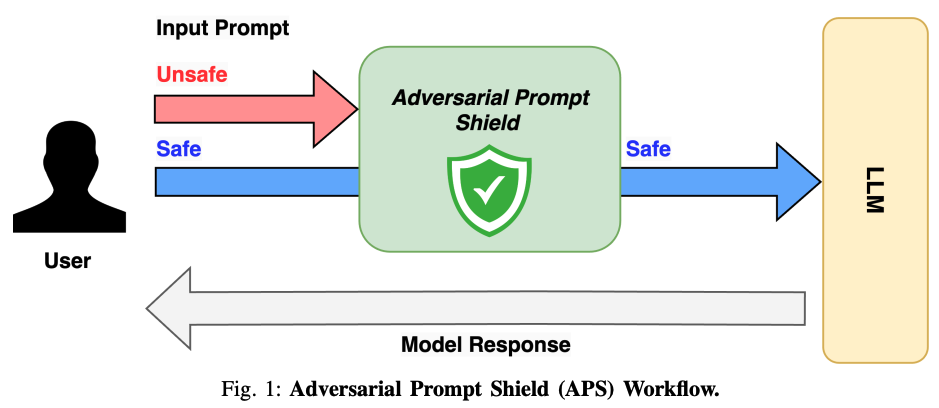 Input Prompt
Unsafe
Adversarial Prompt
Shield
Safe
Safe
LLM
User
Model Response
Fig. 1: Adversarial Prompt Shield (APS) Workflow.